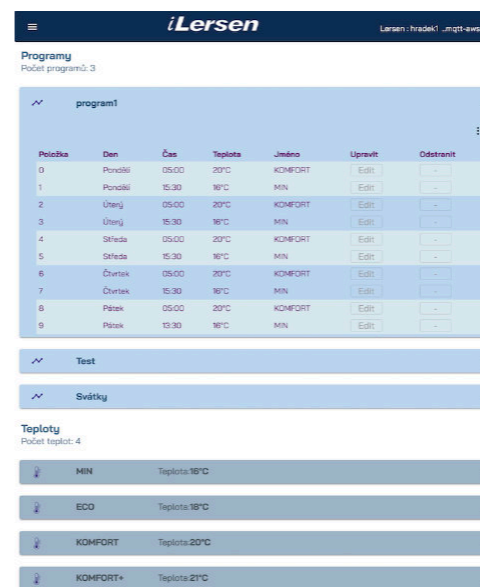 iLersen
Larsen : hradek1 _mqtt-aws
Programy
Počet programů: 3
program1
Položka Den Čas Teplota Jméno Upravit Odstranit
0 Pondělí 05:00 20°C KOMFORT Edit -
1 Pondělí 15:30 16°C MIN Edit -
2 Úterý 05:00 20°C KOMFORT Edit -
3 Úterý 15:30 16°C MIN Edit -
4 Středa 05:00 20°C KOMFORT Edit -
5 Středa 15:30 16°C MIN Edit -
6 Čtvrtek 05:00 20°C KOMFORT Edit -
7 Čtvrtek 15:30 16°C MIN Edit -
8 Pátek 05:00 20°C KOMFORT Edit -
9 Pátek 13:30 16°C MIN Edit -
Test
Svátky
Teploty
Počet teplot: 4
MIN Teplota:16°C
ECO Teplota:18°C
KOMFORT Teplota:20°C
KOMFORT+ Teplota:21°C